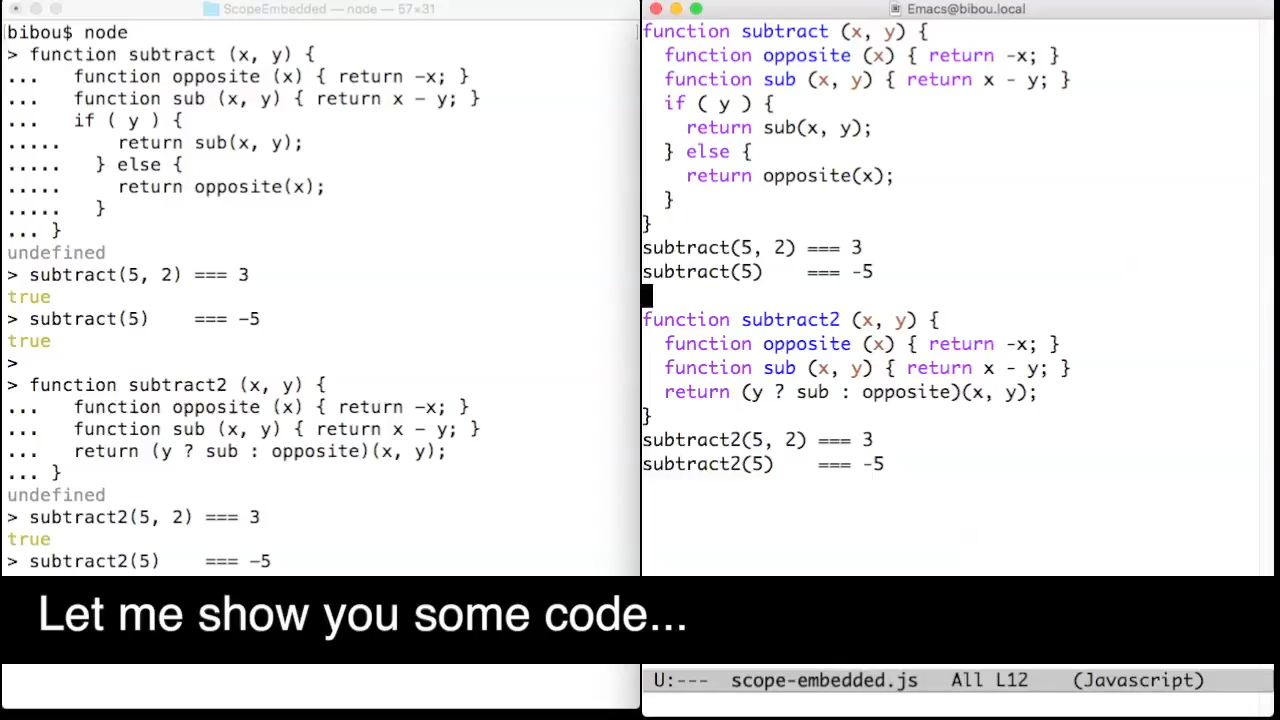 ScopeEmbedded — node — 57×31
bibou$ node
> function subtract (x, y) {
...   function opposite (x) { return -x; }
...   function sub (x, y) { return x - y; }
...   if ( y ) {
.....     return sub(x, y);
.....   } else {
.....     return opposite(x);
.....   }
... }
undefined
> subtract(5, 2) === 3
true
> subtract(5)    === -5
true
>
> function subtract2 (x, y) {
...   function opposite (x) { return -x; }
...   function sub (x, y) { return x - y; }
...   return (y ? sub : opposite)(x, y);
... }
undefined
> subtract2(5, 2) === 3
true
> subtract2(5)    === -5
Emacs@bibou.local
function subtract (x, y) {
  function opposite (x) { return -x; }
  function sub (x, y) { return x - y; }
  if ( y ) {
    return sub(x, y);
  } else {
    return opposite(x);
  }
}
subtract(5, 2) === 3
subtract(5)    === -5
function subtract2 (x, y) {
  function opposite (x) { return -x; }
  function sub (x, y) { return x - y; }
  return (y ? sub : opposite)(x, y);
}
subtract2(5, 2) === 3
subtract2(5)    === -5
Let me show you some code...
U:---  scope-embedded.js   All L12    (Javascript)